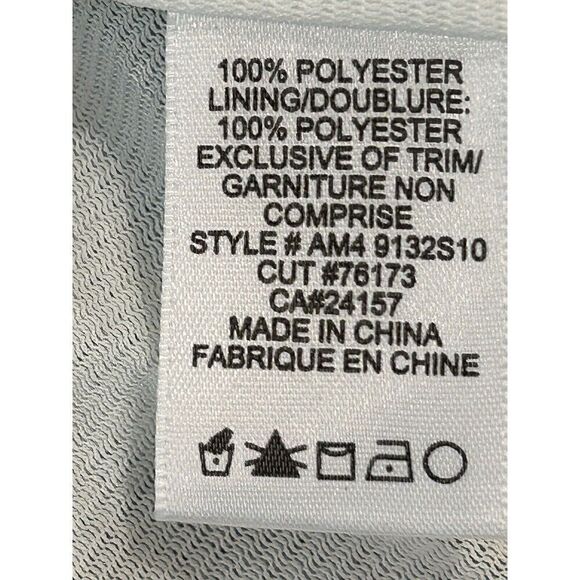 100% POLYESTER
LINING/DOUBLURE:
100% POLYESTER
EXCLUSIVE OF TRIM/
GARNITURE NON
COMPRISE
STYLE # AM4 9132S10
CUT #76173
CA#24157
MADE IN CHINA
FABRIQUE EN CHINE